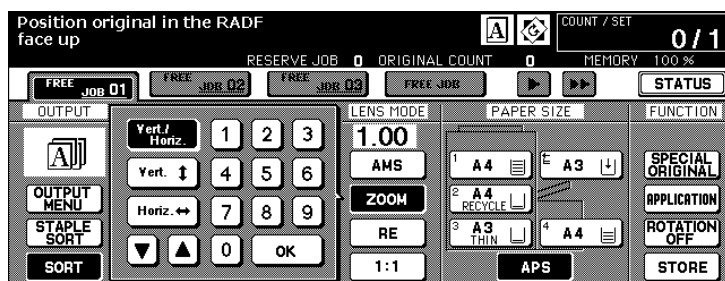 Position original in the RADF
face up
COUNT / SET
0/1
RESERVE JOB 0 ORIGINAL COUNT 0 MEMORY 100 %
FREE JOB 01
FREE JOB 02
FREE JOB 03
FREE JOB
STATUS
OUTPUT
A
OUTPUT
MENU
STAPLE
SORT
SORT
Vert./
Horiz.
1 2 3
Vert.
4 5 6
Horiz.
7 8 9
0
OK
LENS MODE
1.00
AMS
ZOOM
RE
1:1
PAPER SIZE
1 A4
A3
2 A4
RECYCLE
3 A3
THIN
4 A4
APS
FUNCTION
SPECIAL
ORIGINAL
APPLICATION
ROTATION
OFF
STORE